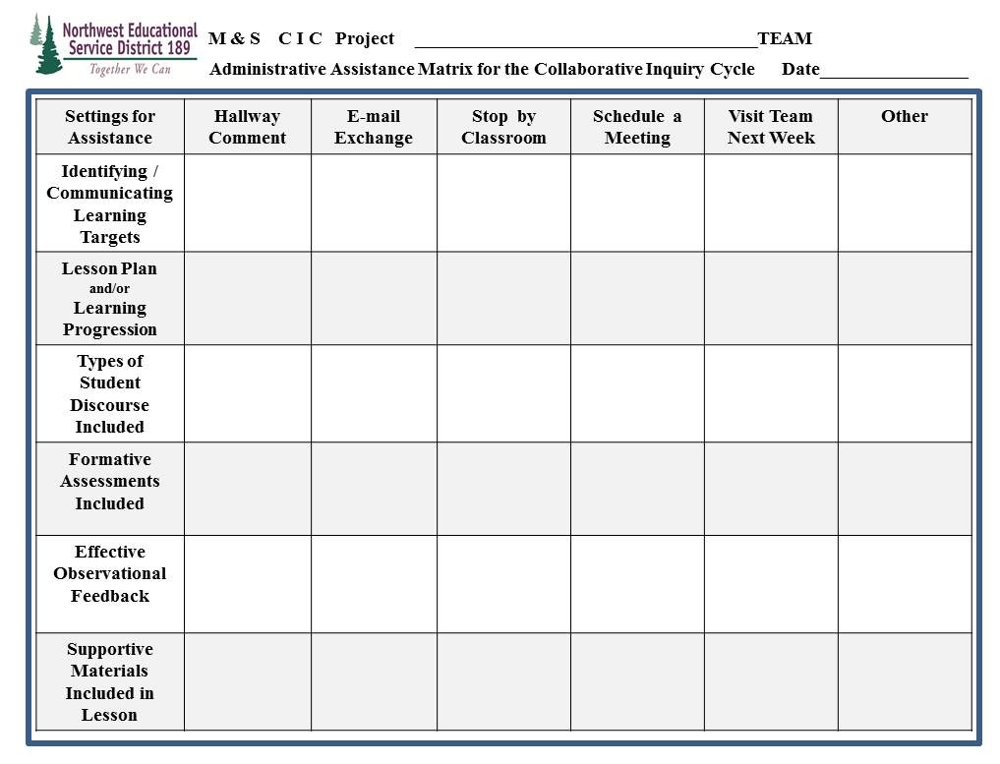 Northwest Educational
Service District 189
Together We Can
M & S C I C Project ___________________________________TEAM
Administrative Assistance Matrix for the Collaborative Inquiry Cycle Date_______________
Settings for
Assistance
Hallway
Comment
E-mail
Exchange
Stop by
Classroom
Schedule a
Meeting
Visit Team
Next Week
Other
Identifying /
Communicating
Learning
Targets
Lesson Plan
and/or
Learning
Progression
Types of
Student
Discourse
Included
Formative
Assessments
Included
Effective
Observational
Feedback
Supportive
Materials
Included in
Lesson